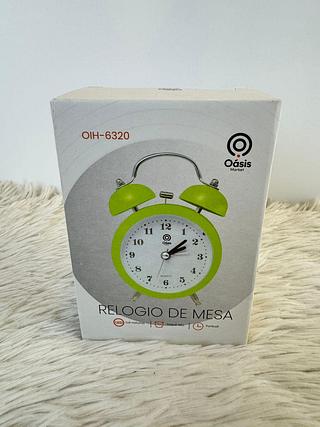 OIH-6320
Oásis
Market
12
11
1
10
2
9
3
8
4
7
5
6
RELOGIO DE MESA
Pontual